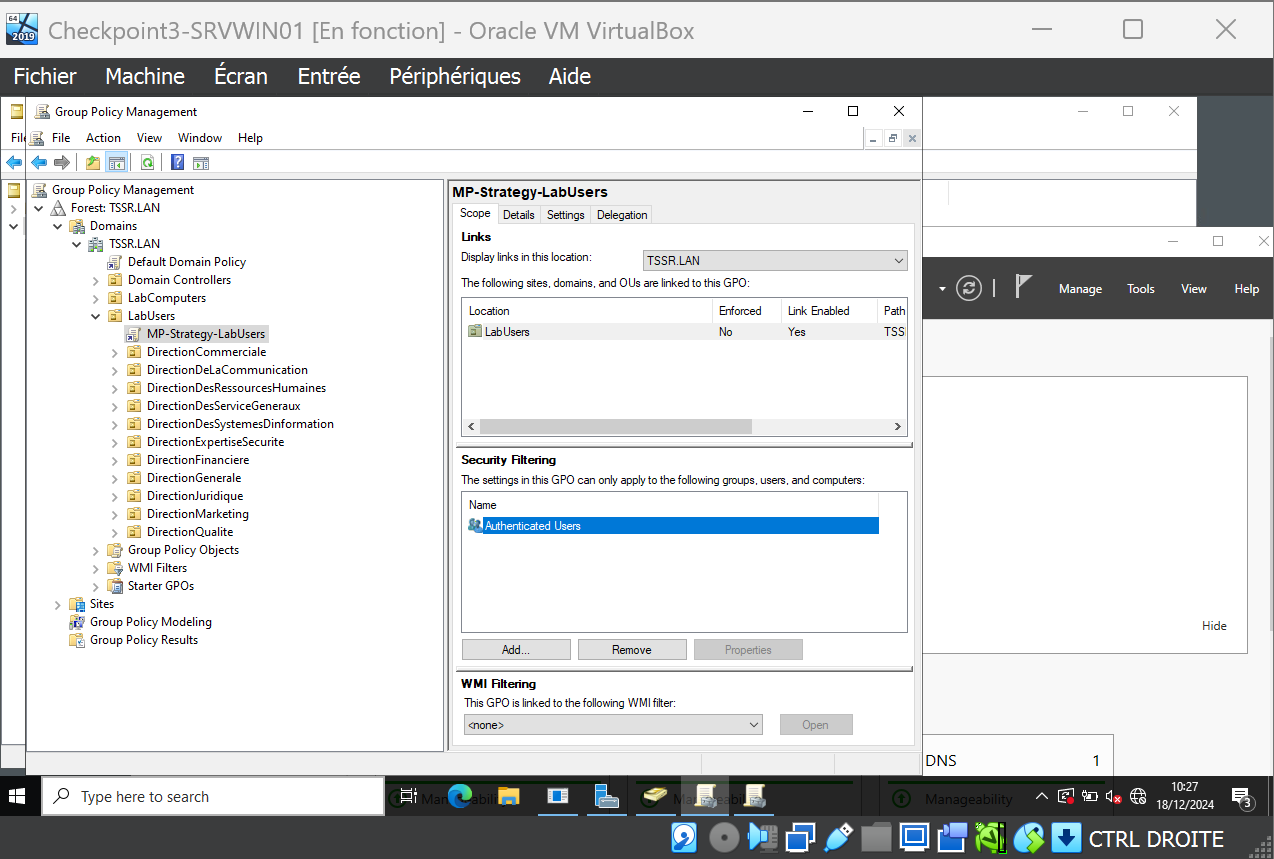 64
2019
Checkpoint3-SRVWIN01 [En fonction] - Oracle VM VirtualBox
Fichier Machine Écran Entrée Périphériques Aide
Group Policy Management
File Action View Window Help
Group Policy Management
Forest: TSSR.LAN
Domains
TSSR.LAN
Default Domain Policy
Domain Controllers
LabComputers
LabUsers
MP-Strategy-LabUsers
DirectionCommerciale
DirectionDeLaCommunication
DirectionDesRessourcesHumaines
DirectionDesServiceGeneraux
DirectionDesSystemesDinformation
DirectionExpertiseSecurite
DirectionFinanciere
DirectionGenerale
DirectionJuridique
DirectionMarketing
DirectionQualite
Group Policy Objects
WMI Filters
Starter GPOs
Sites
Group Policy Modeling
Group Policy Results
MP-Strategy-LabUsers
Scope Details Settings Delegation
Links
Display links in this location: TSSR.LAN
The following sites, domains, and OUs are linked to this GPO:
Location Enforced Link Enabled Path
LabUsers No Yes TSS
Security Filtering
The settings in this GPO can only apply to the following groups, users, and computers:
Name
Authenticated Users
Add... Remove Properties
WMI Filtering
This GPO is linked to the following WMI filter:
<none> Open
Manage Tools View Help
Hide
DNS 1
Manageability
Type here to search
10:27
18/12/2024
3
CTRL DROITE